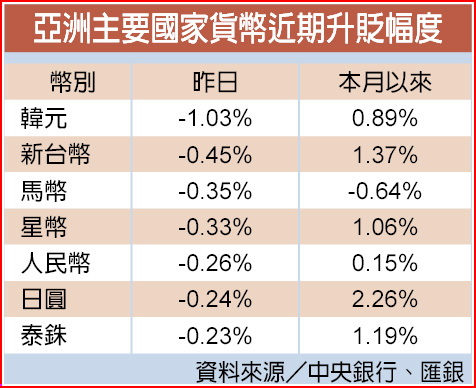 亞洲主要國家貨幣近期升貶幅度
幣別 昨日 本月以來
韓元 -1.03% 0.89%
新台幣 -0.45% 1.37%
馬幣 -0.35% -0.64%
星幣 -0.33% 1.06%
人民幣 -0.26% 0.15%
日圓 -0.24% 2.26%
泰銖 -0.23% 1.19%
資料來源／中央銀行、匯銀